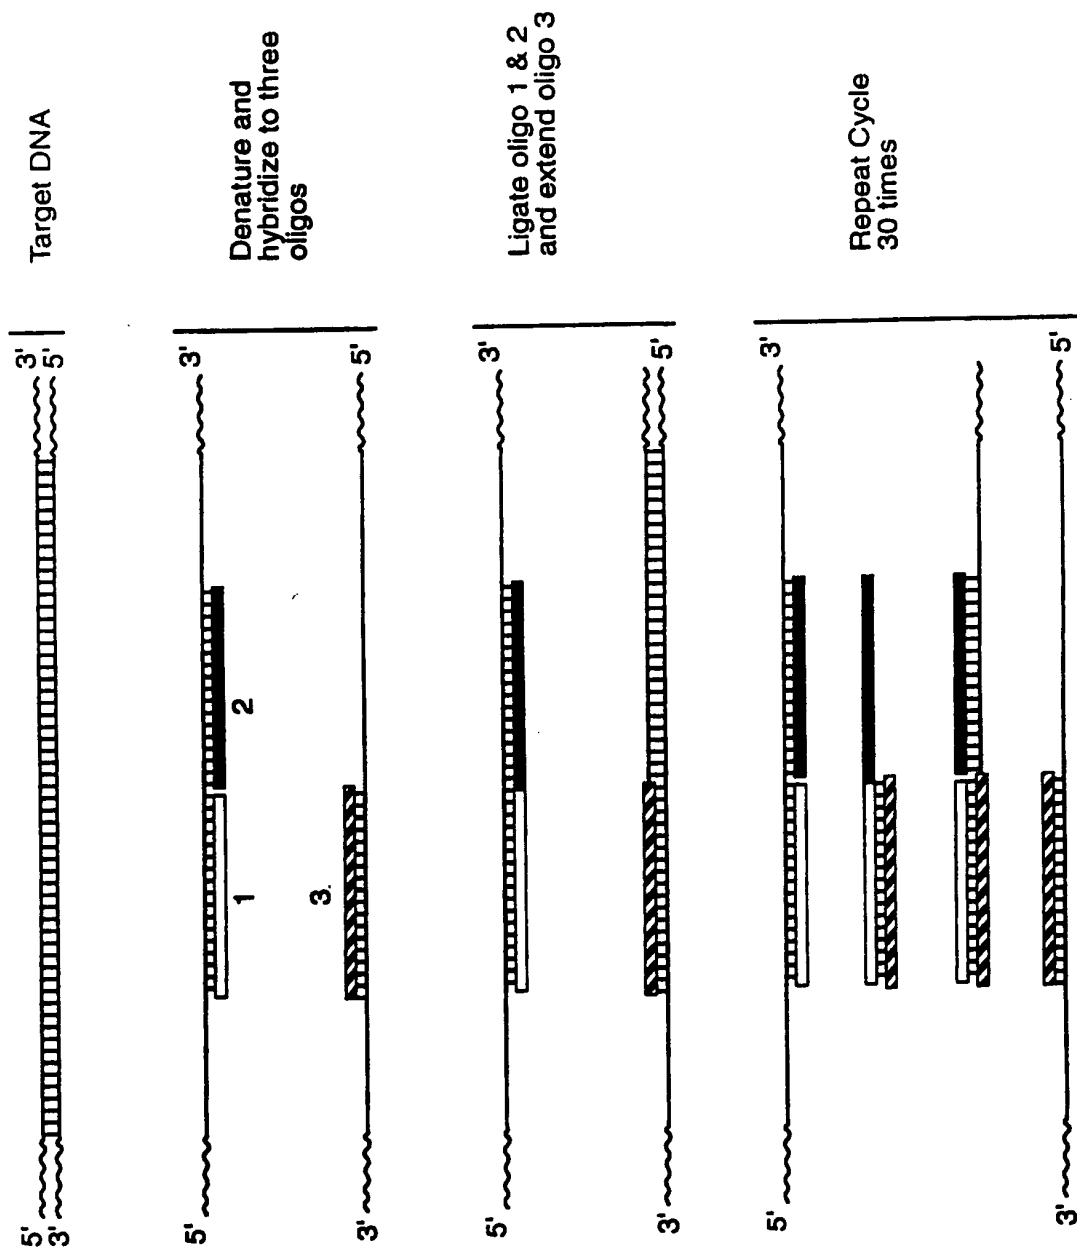 5' 3'
3' 5'
Target DNA
5' 3'
1 2
3.
3' 5'
Denature and
hybridize to three
oligos
5' 3'
3' 5'
Ligate oligo 1 & 2
and extend oligo 3
5' 3'
3' 5'
Repeat Cycle
30 times